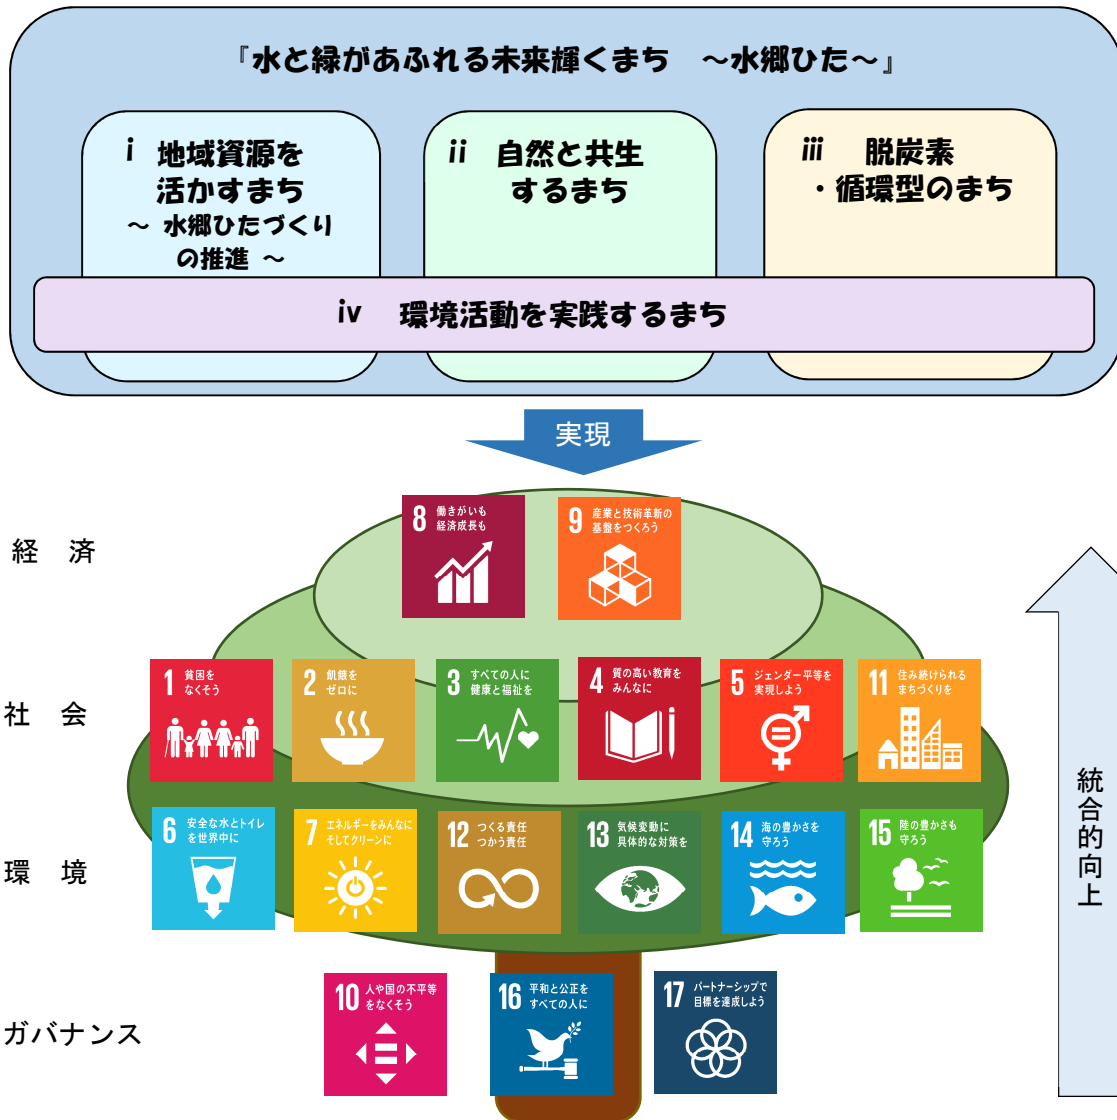 『水と緑があふれる未来輝くまち　～水郷ひた～』
i 地域資源を
活かすまち
～ 水郷ひたづくり
の推進 ～
ii 自然と共生
するまち
iii 脱炭素
・循環型のまち
iv 環境活動を実践するまち
実現
経 済
8 働きがいも
経済成長も
9 産業と技術革新の
基盤をつくろう
社 会
1 貧困を
なくそう
2 飢餓を
ゼロに
3 すべての人に
健康と福祉を
4 質の高い教育を
みんなに
5 ジェンダー平等を
実現しよう
11 住み続けられる
まちづくりを
環 境
6 安全な水とトイレ
を世界中に
7 エネルギーをみんなに
そしてクリーンに
12 つくる責任
つかう責任
13 気候変動に
具体的な対策を
14 海の豊かさを
守ろう
15 陸の豊かさも
守ろう
ガバナンス
10 人や国の不平等
をなくそう
16 平和と公正を
すべての人に
17 パートナーシップで
目標を達成しよう
統合的向上